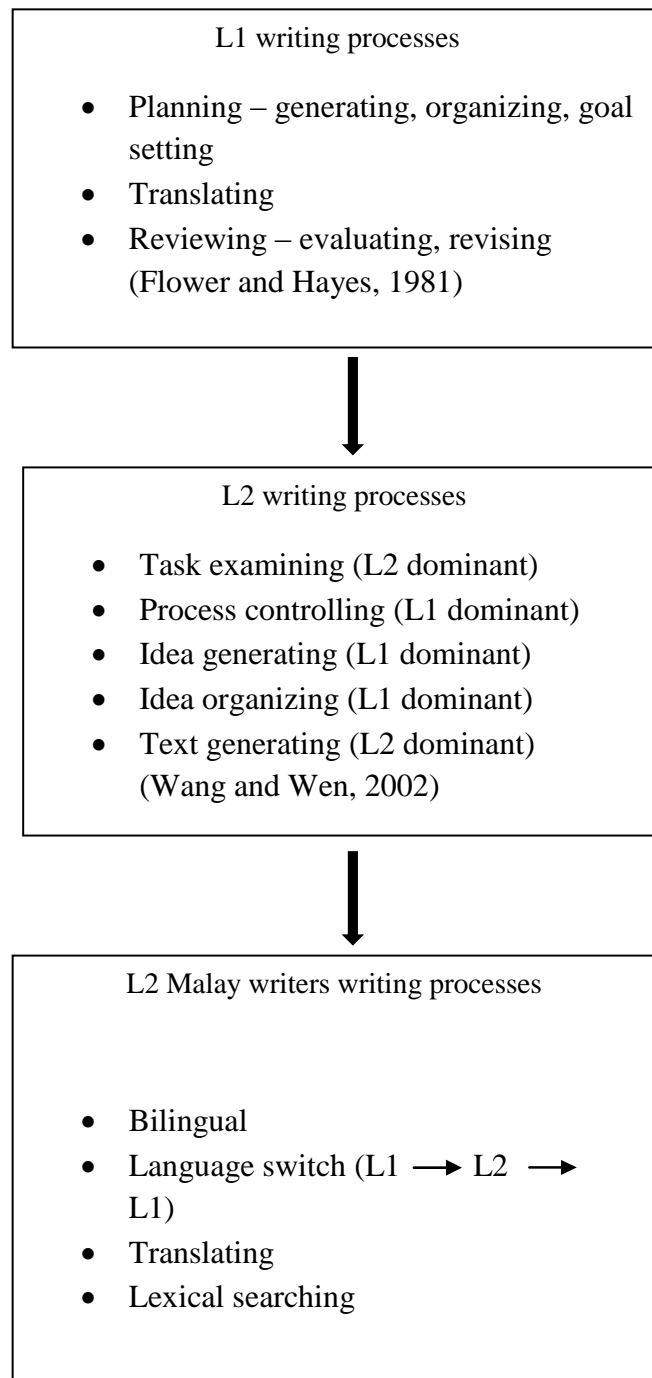 L1 writing processes
• Planning – generating, organizing, goal
setting
• Translating
• Reviewing – evaluating, revising
(Flower and Hayes, 1981)
L2 writing processes
• Task examining (L2 dominant)
• Process controlling (L1 dominant)
• Idea generating (L1 dominant)
• Idea organizing (L1 dominant)
• Text generating (L2 dominant)
(Wang and Wen, 2002)
L2 Malay writers writing processes
• Bilingual
• Language switch (L1 → L2 →
L1)
• Translating
• Lexical searching